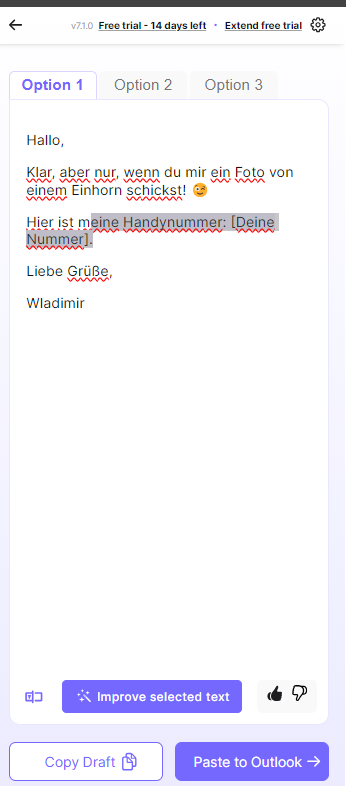 v7.1.0 Free trial - 14 days left · Extend free trial
Option 1 Option 2 Option 3
Hallo,
Klar, aber nur, wenn du mir ein Foto von
einem Einhorn schickst! 😉
Hier ist meine Handynummer: [Deine
Nummer].
Liebe Grüße,
Wladimir
Improve selected text
Copy Draft
Paste to Outlook